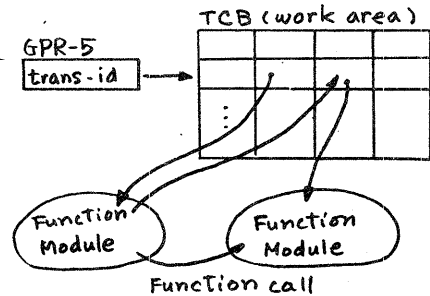 TCB (work area)
GPR-5
trans-id
Function
Module
Function
Module
Function call